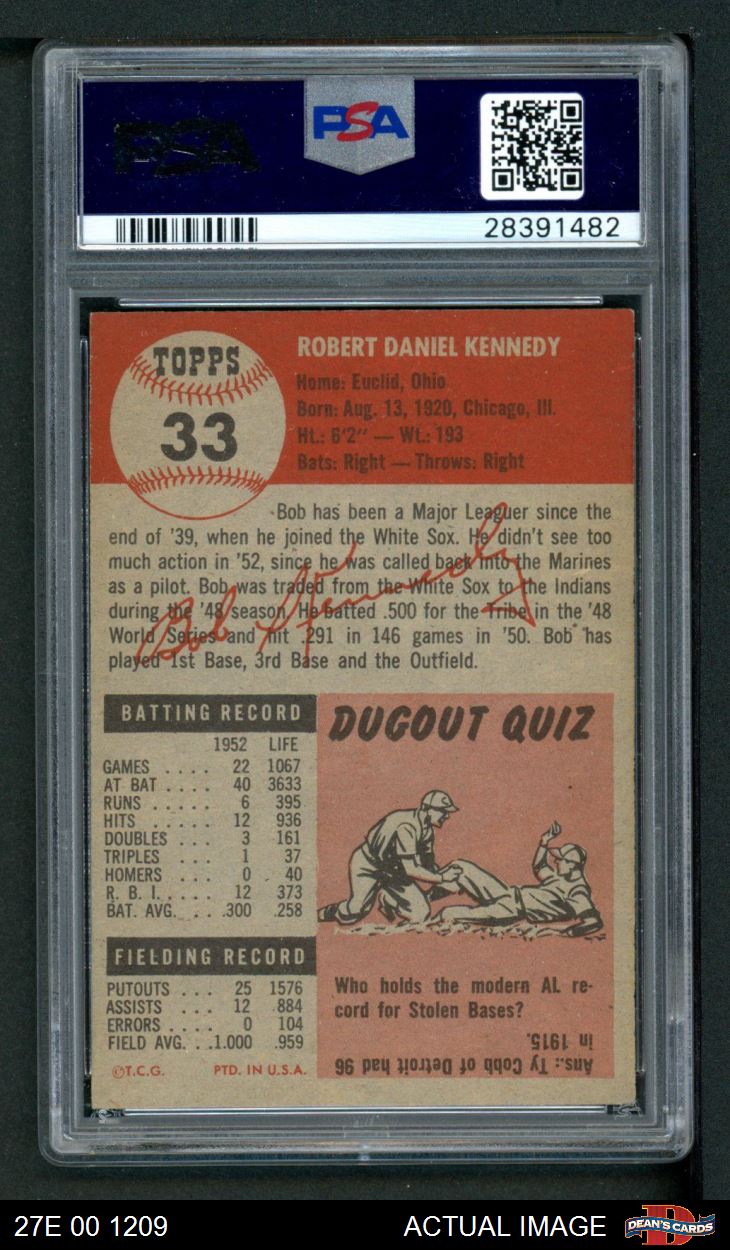 PSA
PSA
28391482
TOPPS
33
ROBERT DANIEL KENNEDY
Home: Euclid, Ohio
Born: Aug. 13, 1920, Chicago, Ill.
Ht.: 6'2" — Wt.: 193
Bats: Right — Throws: Right
Bob has been a Major Leaguer since the
end of '39, when he joined the White Sox. He didn't see too
much action in '52, since he was called back into the Marines
as a pilot. Bob was traded from the White Sox to the Indians
during the '48 season. He batted .500 for the Tribe in the '48
World Series and hit .291 in 146 games in '50. Bob has
played 1st Base, 3rd Base and the Outfield.
Bob Kennedy
BATTING RECORD
1952 LIFE
GAMES .... 22 1067
AT BAT .... 40 3633
RUNS ..... 6 395
HITS ..... 12 936
DOUBLES ... 3 161
TRIPLES ... 1 37
HOMERS ... 0 40
R. B. I. ..... 12 373
BAT. AVG. . .300 .258
FIELDING RECORD
PUTOUTS ... 25 1576
ASSISTS ... 12 884
ERRORS .... 0 104
FIELD AVG. ..1.000 .959
©T.C.G. PTD. IN U.S.A.
DUGOUT QUIZ
Who holds the modern AL re-
cord for Stolen Bases?
Ans.: Ty Cobb of Detroit had 96
in 1915.
27E 00 1209
ACTUAL IMAGE
D
DEAN'S CARDS